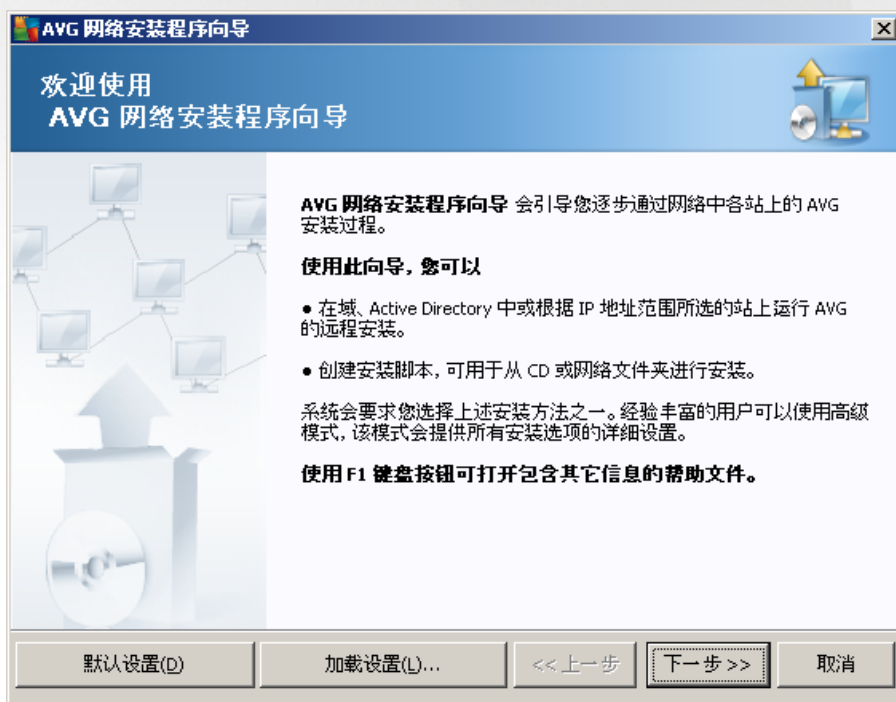 AVG 网络安装程序向导
欢迎使用
AVG 网络安装程序向导
AVG 网络安装程序向导 会引导您逐步通过网络中各站上的 AVG
安装过程。
使用此向导,您可以
● 在域、Active Directory 中或根据 IP 地址范围所选的站上运行 AVG
的远程安装。
● 创建安装脚本,可用于从 CD 或网络文件夹进行安装。
系统会要求您选择上述安装方法之一。经验丰富的用户可以使用高级
模式,该模式会提供所有安装选项的详细设置。
使用 F1 键盘按钮可打开包含其它信息的帮助文件。
默认设置(D)
加载设置(L)...
<< 上一步
下一步 >>
取消